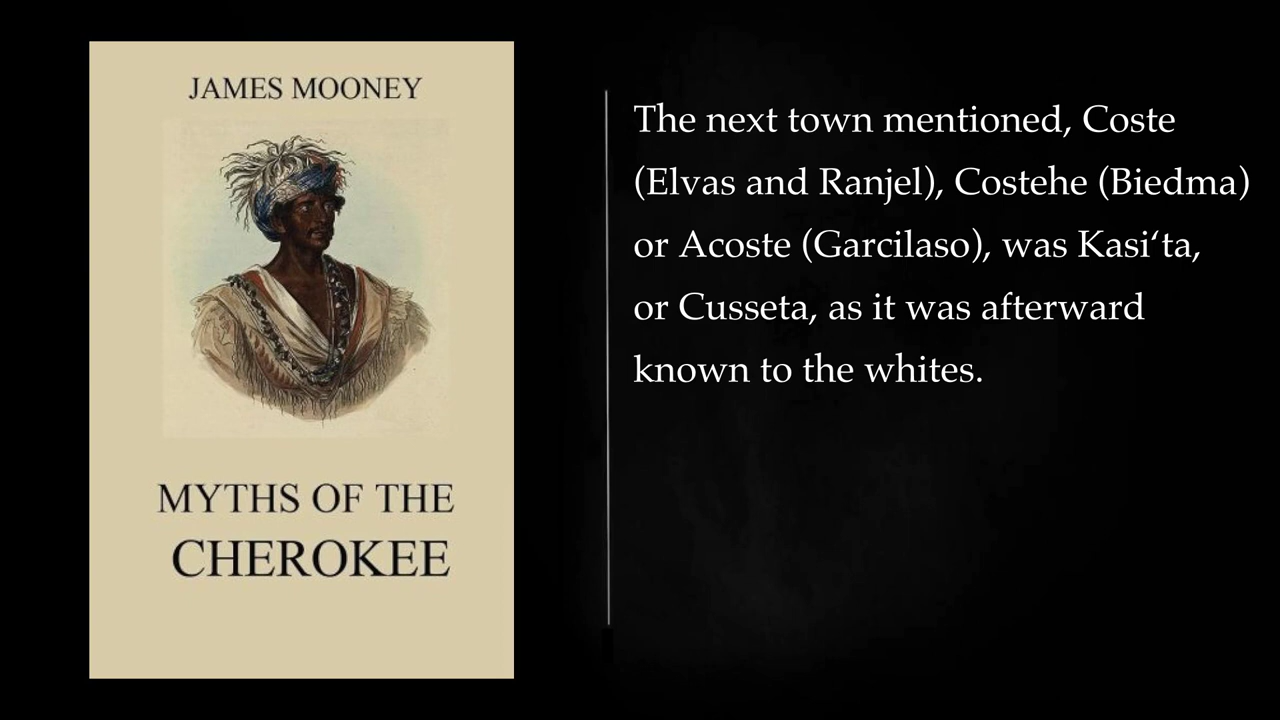 JAMES MOONEY
MYTHS OF THE
CHEROKEE
The next town mentioned, Coste
(Elvas and Ranjel), Costehe (Biedma)
or Acoste (Garcilaso), was Kasi‘ta,
or Cusseta, as it was afterward
known to the whites.